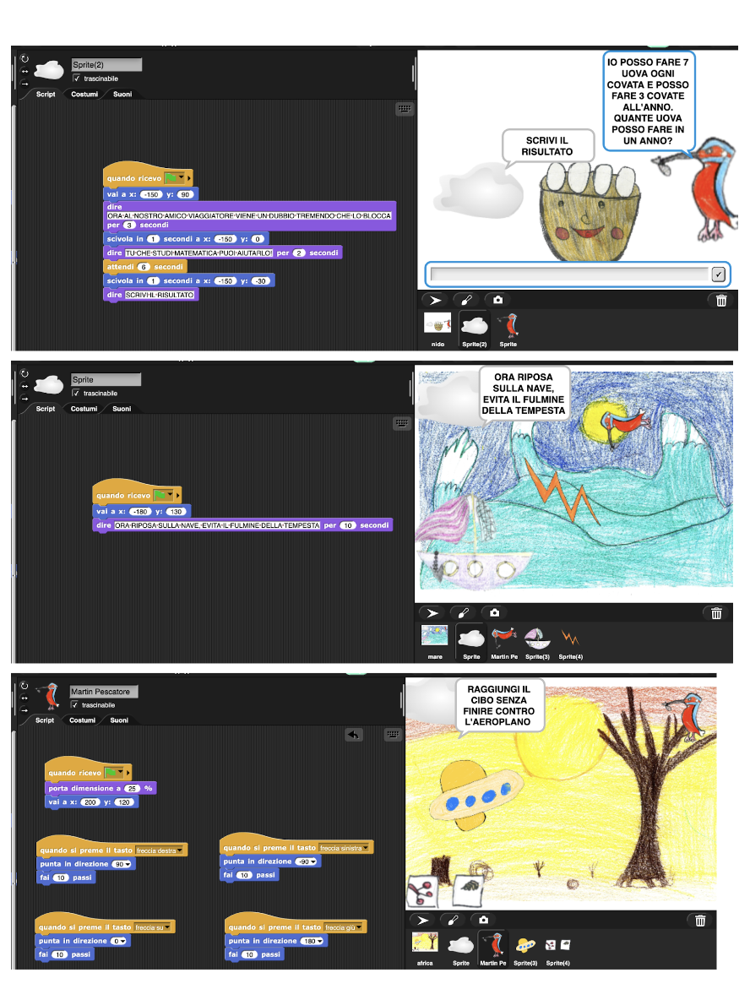 Sprite(2)
trascinabile
Script Costumi Suoni
quando ricevo
vai a x: -150 y: 90
dire
ORA·AL·NOSTRO·AMICO·VIAGGIATORE·VIENE·UN·DUBBIO·TREMENDO·CHE·LO·BLOCCA
per 3 secondi
scivola in 1 secondi a x: -150 y: 0
dire TU·CHE·STUDI·MATEMATICA·PUOI·AIUTARLO! per 2 secondi
attendi 6 secondi
scivola in 1 secondi a x: -150 y: -30
dire SCRIVI·IL·RISULTATO
IO POSSO FARE 7
UOVA OGNI
COVATA E POSSO
FARE 3 COVATE
ALL'ANNO.
QUANTE UOVA
POSSO FARE IN
UN ANNO?
SCRIVI IL
RISULTATO
nido Sprite(2) Sprite
Sprite
trascinabile
Script Costumi Suoni
quando ricevo
vai a x: -180 y: 130
dire ORA·RIPOSA·SULLA·NAVE,·EVITA·IL·FULMINE·DELLA·TEMPESTA per 10 secondi
ORA RIPOSA
SULLA NAVE,
EVITA IL FULMINE
DELLA TEMPESTA
mare Sprite Martin Pe Sprite(3) Sprite(4)
Martin Pescatore
trascinabile
Script Costumi Suoni
quando ricevo
porta dimensione a 25 %
vai a x: 200 y: 120
quando si preme il tasto freccia destra
punta in direzione 90
fai 10 passi
quando si preme il tasto freccia sinistra
punta in direzione -90
fai 10 passi
quando si preme il tasto freccia su
punta in direzione 0
fai 10 passi
quando si preme il tasto freccia giù
punta in direzione 180
fai 10 passi
RAGGIUNGI IL
CIBO SENZA
FINIRE CONTRO
L'AEROPLANO
africa Sprite Martin Pe Sprite(3) Sprite(4)